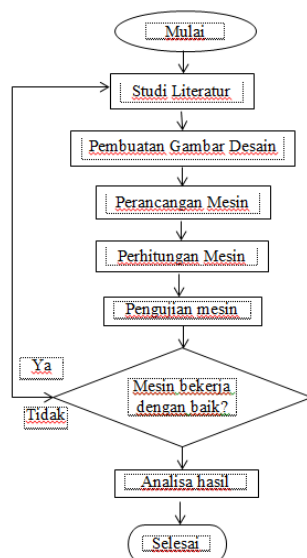 Mulai
Studi Literatur
Pembuatan Gambar Desain
Perancangan Mesin
Perhitungan Mesin
Pengujian mesin
Ya
Mesin bekerja
dengan baik?
Tidak
Analisa hasil
Selesai